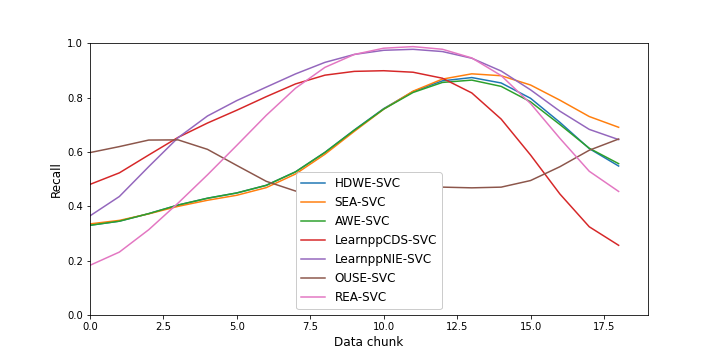 1.0
0.8
0.6
0.4
0.2
0.0
Recall
HDWE-SVC
SEA-SVC
AWE-SVC
LearnppCDS-SVC
LearnppNIE-SVC
OUSE-SVC
REA-SVC
0.0 2.5 5.0 7.5 10.0 12.5 15.0 17.5
Data chunk